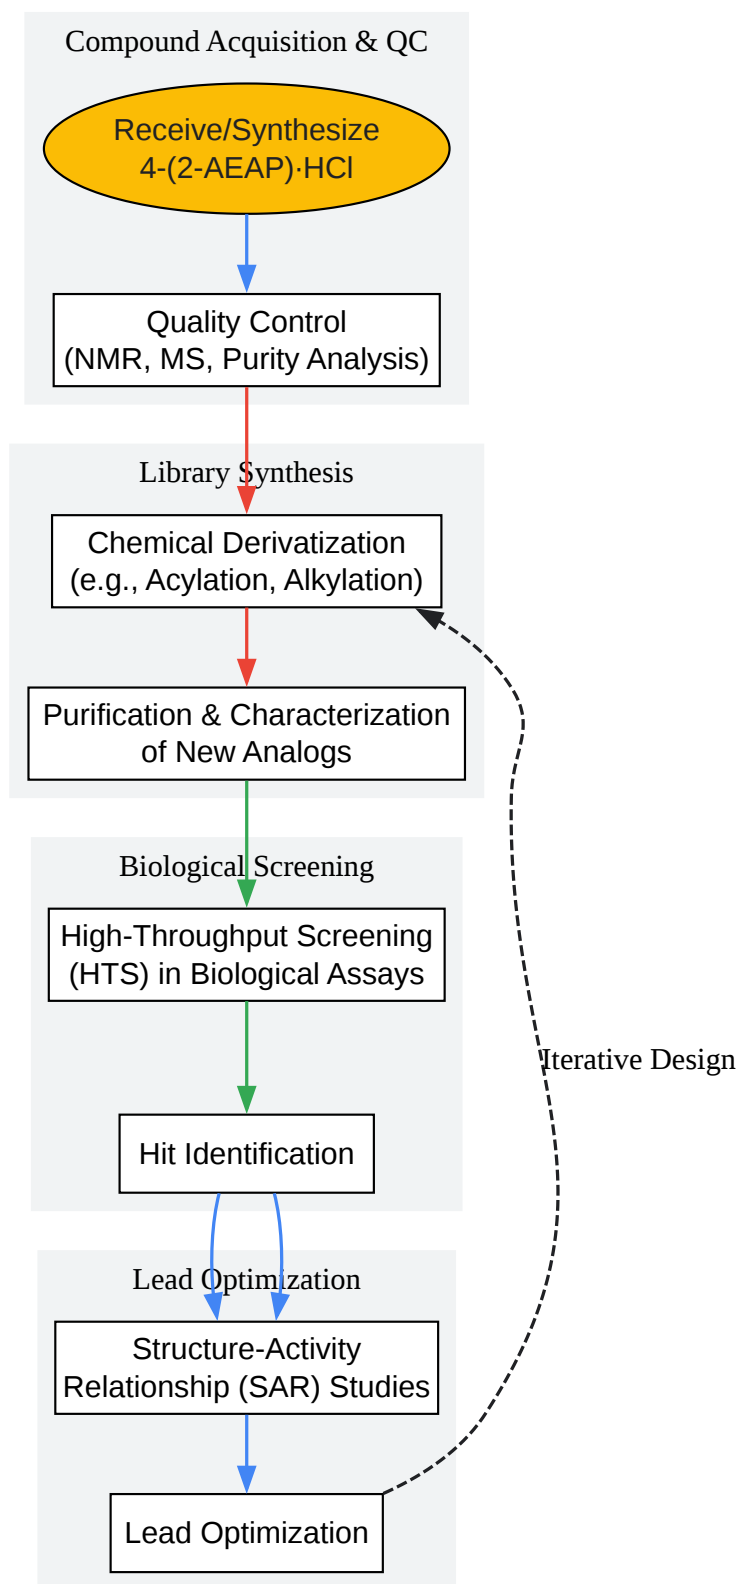 Compound Acquisition & QC
Receive/Synthesize
4-(2-AEAP)·HCl
Quality Control
(NMR, MS, Purity Analysis)
Library Synthesis
Chemical Derivatization
(e.g., Acylation, Alkylation)
Purification & Characterization
of New Analogs
Biological Screening
High-Throughput Screening
(HTS) in Biological Assays
Iterative Design
Hit Identification
Lead Optimization
Structure-Activity
Relationship (SAR) Studies
Lead Optimization